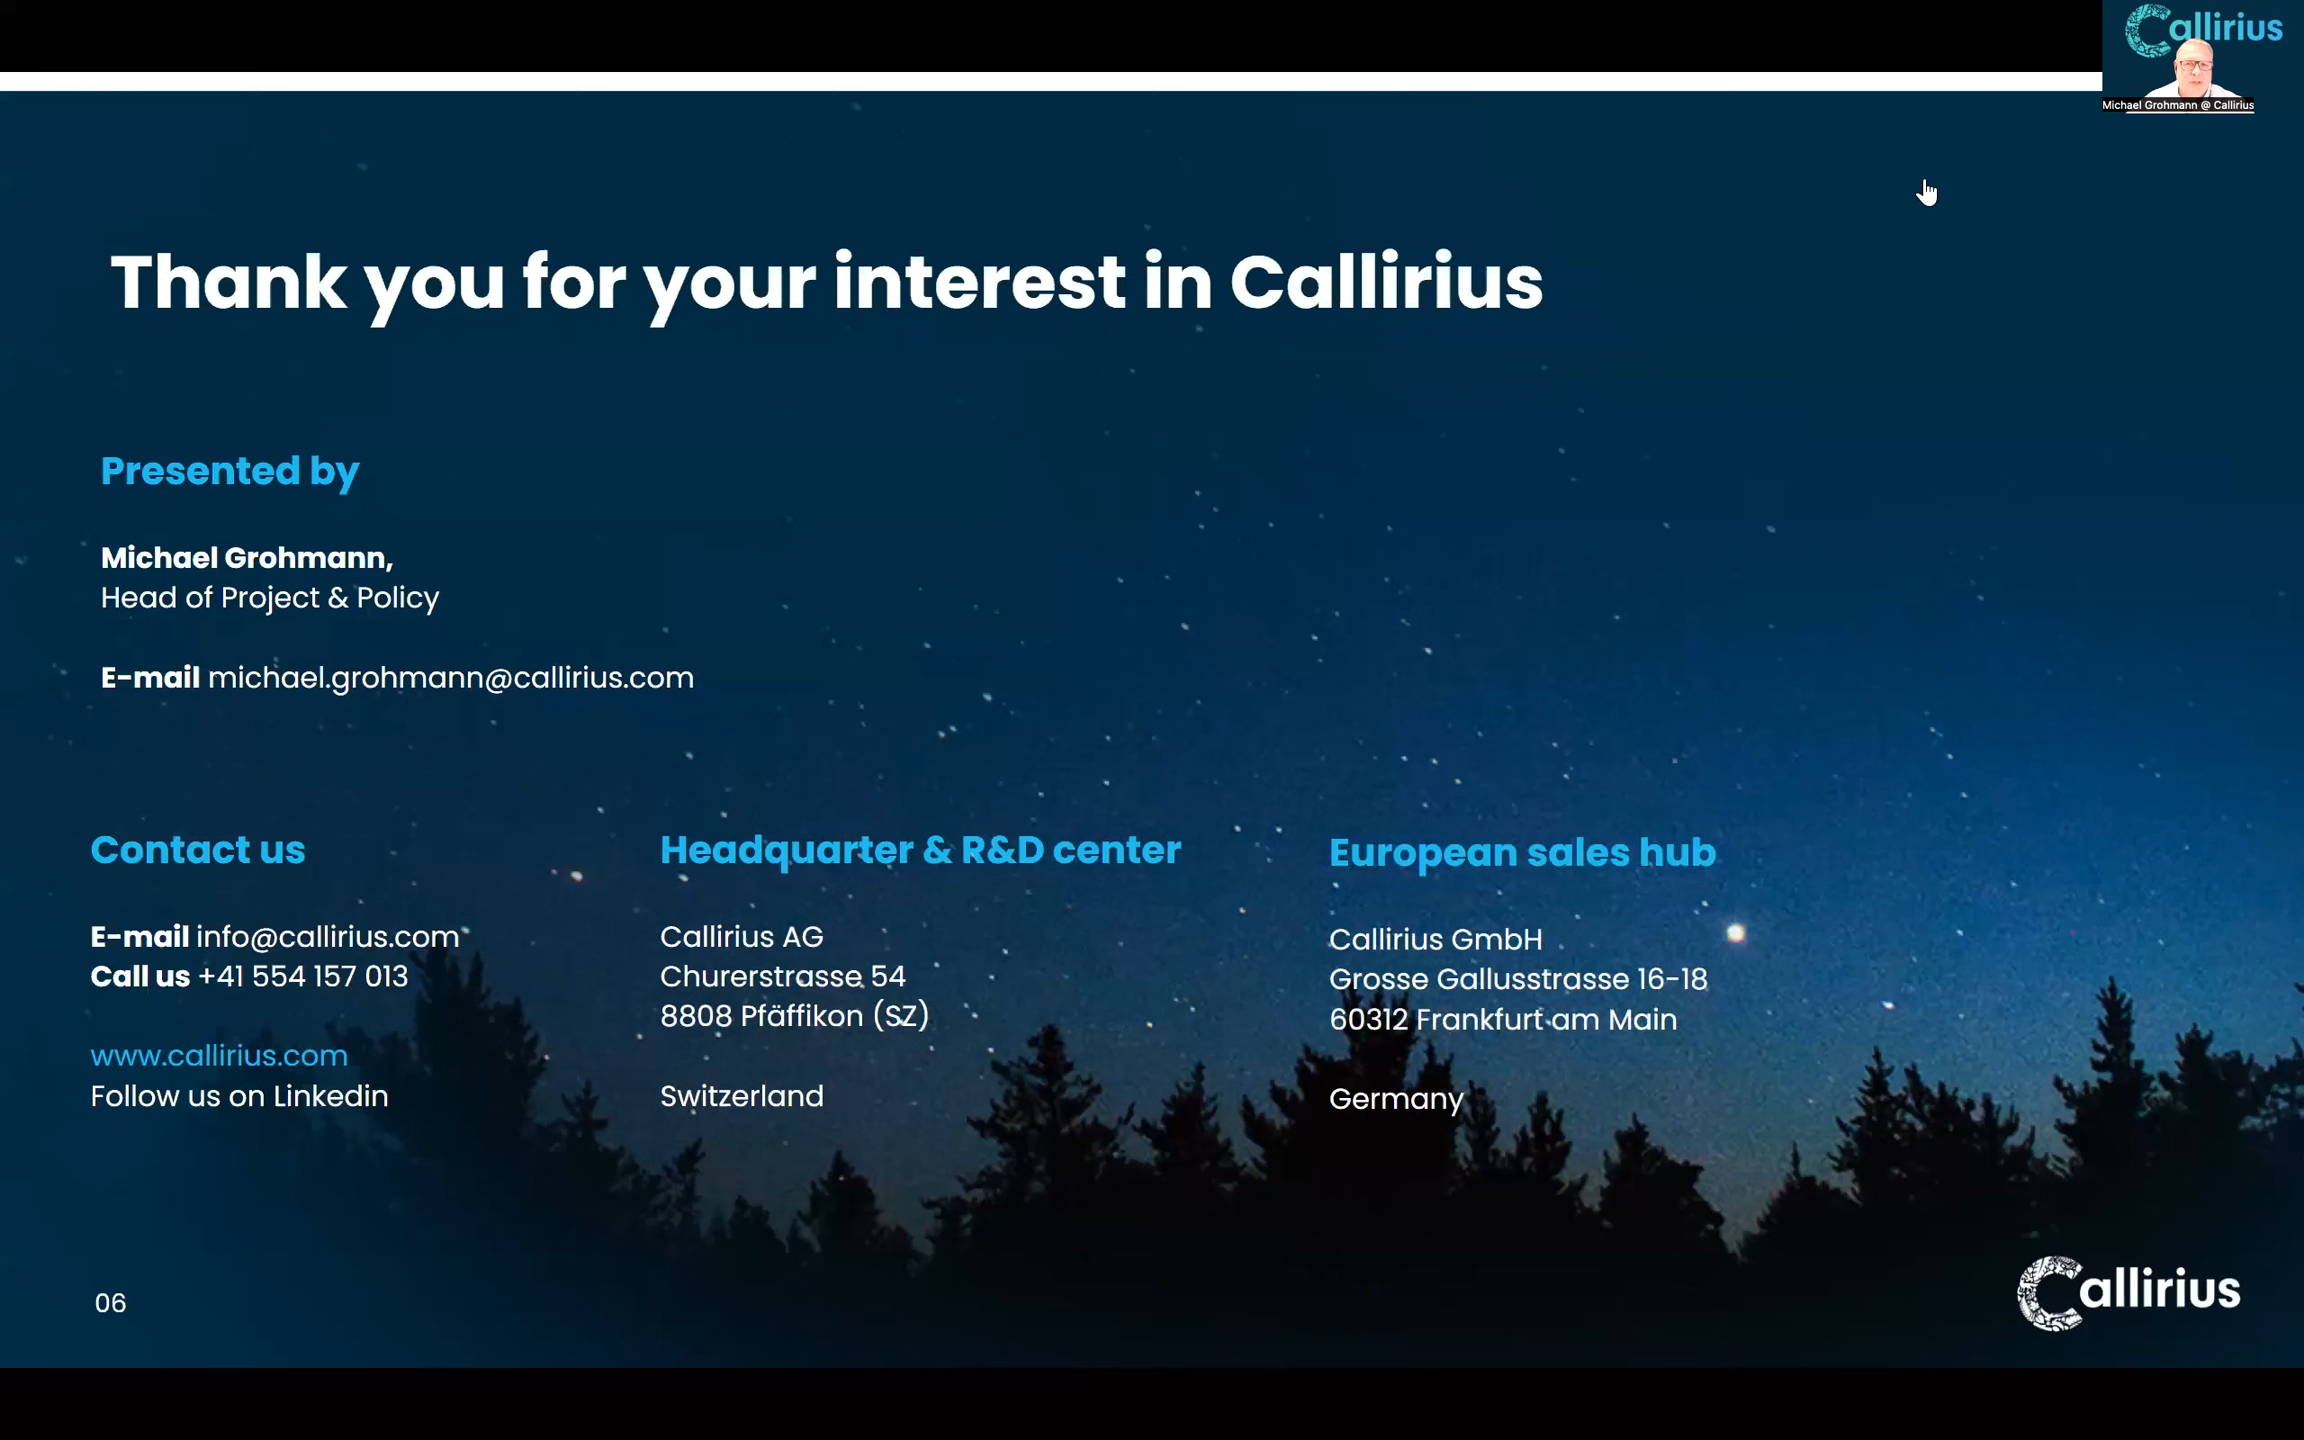 Callirius
Michael Grohmann @ Callirius
Thank you for your interest in Callirius
Presented by
Michael Grohmann,
Head of Project & Policy
E-mail michael.grohmann@callirius.com
Contact us
E-mail info@callirius.com
Call us +41 554 157 013
www.callirius.com
Follow us on Linkedin
Headquarter & R&D center
Callirius AG
Churerstrasse 54
8808 Pfäffikon (SZ)
Switzerland
European sales hub
Callirius GmbH
Grosse Gallusstrasse 16-18
60312 Frankfurt am Main
Germany
06
Callirius